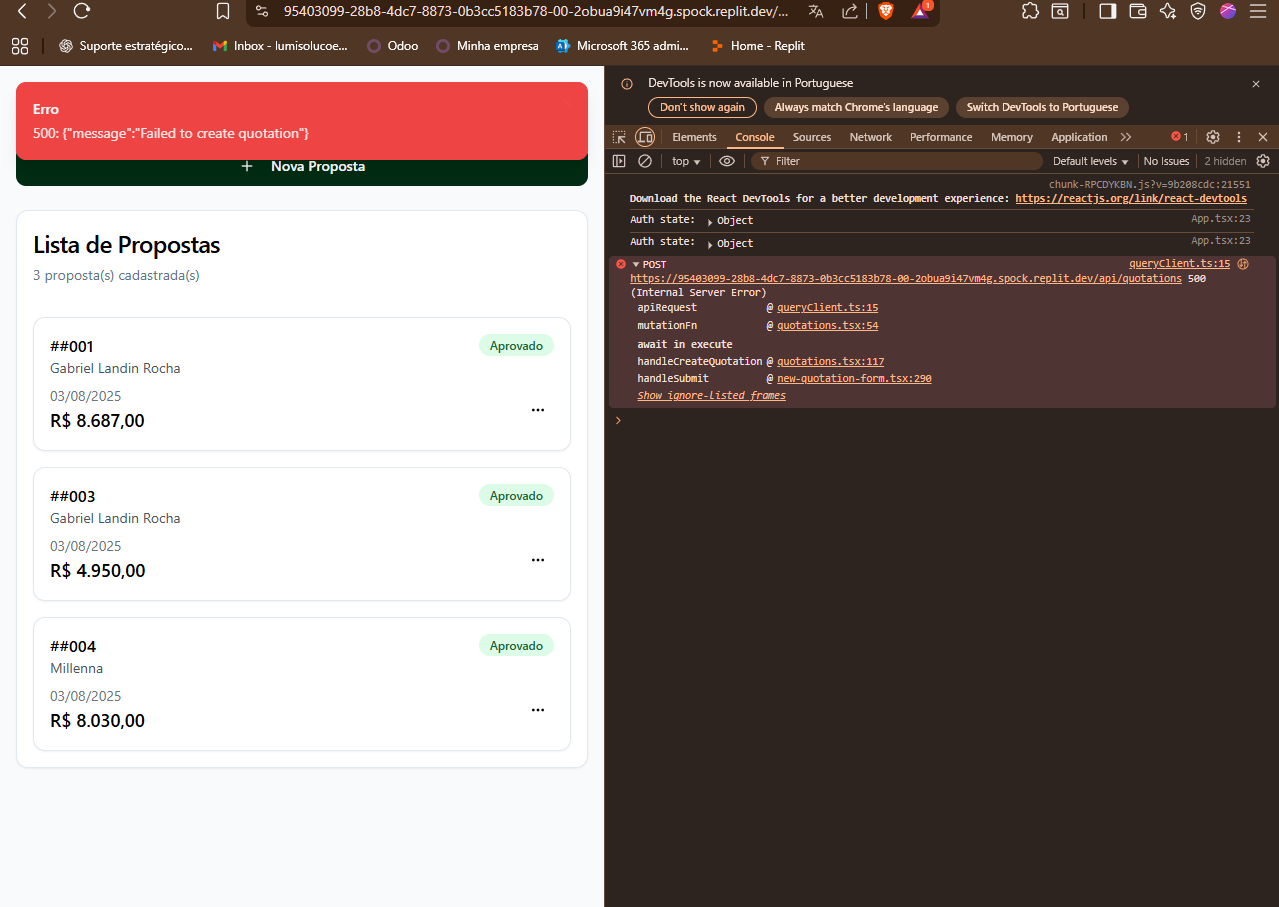 95403099-28b8-4dc7-8873-0b3cc5183b78-00-2obua9i47vm4g.spock.replit.dev/...
1
Suporte estratégico...
Inbox - lumisolucoe...
Odoo
Minha empresa
Microsoft 365 admi...
Home - Replit
Erro
500: {"message":"Failed to create quotation"}
+ Nova Proposta
Lista de Propostas
3 proposta(s) cadastrada(s)
##001
Aprovado
Gabriel Landin Rocha
03/08/2025
R$ 8.687,00
...
##003
Aprovado
Gabriel Landin Rocha
03/08/2025
R$ 4.950,00
...
##004
Aprovado
Millenna
03/08/2025
R$ 8.030,00
...
DevTools is now available in Portuguese
Don't show again
Always match Chrome's language
Switch DevTools to Portuguese
Elements Console Sources Network Performance Memory Application 1
top Filter Default levels No Issues 2 hidden
chunk-RPCDYKBN.js?v=9b208cdc:21551
Download the React DevTools for a better development experience: https://reactjs.org/link/react-devtools
Auth state: Object App.tsx:23
Auth state: Object App.tsx:23
POST queryClient.ts:15
https://95403099-28b8-4dc7-8873-0b3cc5183b78-00-2obua9i47vm4g.spock.replit.dev/api/quotations 500
(Internal Server Error)
apiRequest @ queryClient.ts:15
mutationFn @ quotations.tsx:54
await in execute
handleCreateQuotation @ quotations.tsx:117
handleSubmit @ new-quotation-form.tsx:290
Show ignore-listed frames